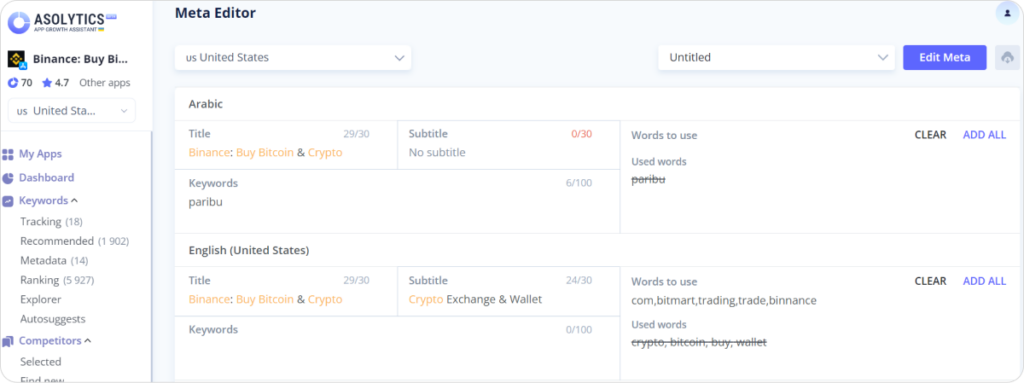 ASOLYTICS BETA
APP GROWTH ASSISTANT
Binance: Buy Bi...
70 4.7 Other apps
us United Sta...
My Apps
Dashboard
Keywords
Tracking (18)
Recommended (1 902)
Metadata (14)
Ranking (5 927)
Explorer
Autosuggests
Competitors
Selected
Find new
Meta Editor
us United States
Untitled
Edit Meta
Arabic
Title 29/30
Binance: Buy Bitcoin & Crypto
Subtitle 0/30
No subtitle
Keywords 6/100
paribu
Words to use CLEAR ADD ALL
Used words
paribu
English (United States)
Title 29/30
Binance: Buy Bitcoin & Crypto
Subtitle 24/30
Crypto Exchange & Wallet
Keywords 0/100
Words to use CLEAR ADD ALL
com,bitmart,trading,trade,binnance
Used words
crypto, bitcoin, buy, wallet